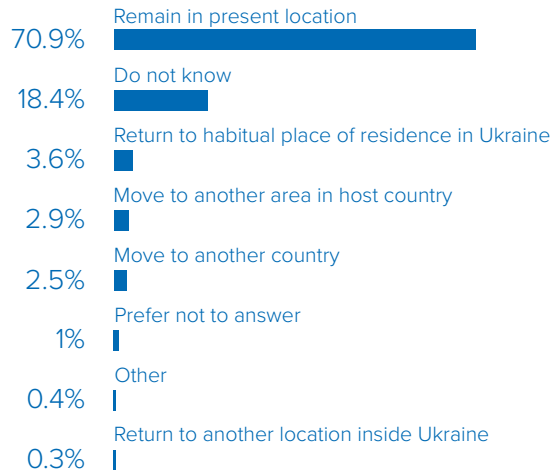 Remain in present location
70.9%
Do not know
18.4%
Return to habitual place of residence in Ukraine
3.6%
Move to another area in host country
2.9%
Move to another country
2.5%
Prefer not to answer
1%
Other
0.4%
Return to another location inside Ukraine
0.3%